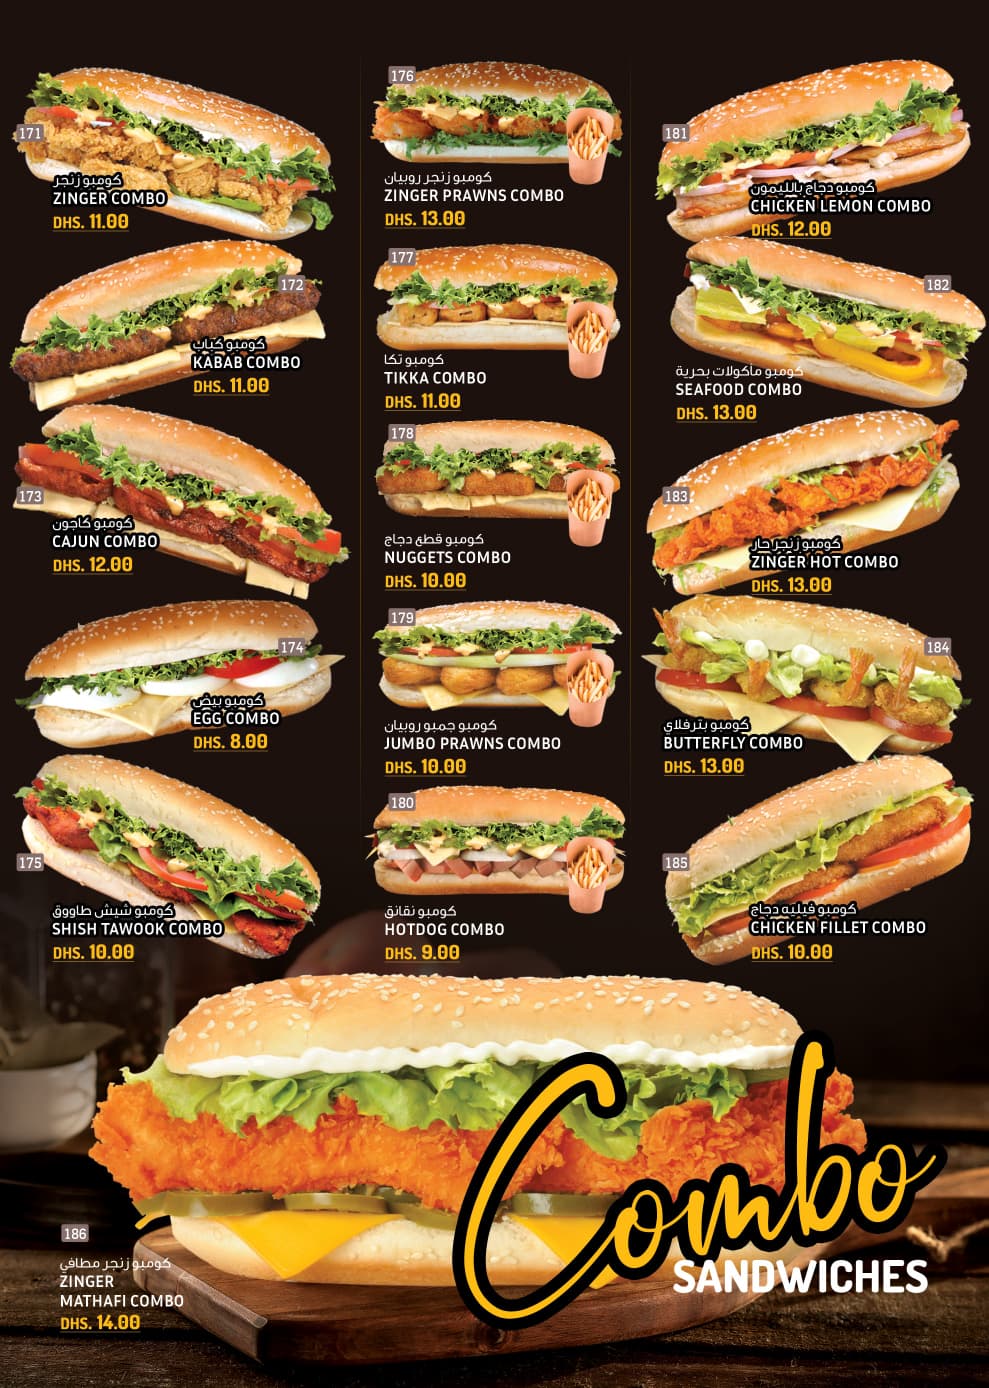 171
كومبو زنجر
ZINGER COMBO
DHS. 11.00
172
كومبو كباب
KABAB COMBO
DHS. 11.00
173
كومبو كاجون
CAJUN COMBO
DHS. 12.00
174
كومبو بيض
EGG COMBO
DHS. 8.00
175
كومبو شيش طاووق
SHISH TAWOOK COMBO
DHS. 10.00
176
كومبو زنجر روبيان
ZINGER PRAWNS COMBO
DHS. 13.00
177
كومبو تكا
TIKKA COMBO
DHS. 11.00
178
كومبو قطع دجاج
NUGGETS COMBO
DHS. 10.00
179
كومبو جمبو روبيان
JUMBO PRAWNS COMBO
DHS. 10.00
180
كومبو نقانق
HOTDOG COMBO
DHS. 9.00
181
كومبو دجاج بالليمون
CHICKEN LEMON COMBO
DHS. 12.00
182
كومبو ماكولات بحرية
SEAFOOD COMBO
DHS. 13.00
183
كومبو زنجر حار
ZINGER HOT COMBO
DHS. 13.00
184
كومبو بترفلاي
BUTTERFLY COMBO
DHS. 13.00
185
كومبو فيليه دجاج
CHICKEN FILLET COMBO
DHS. 10.00
186
كومبو زنجر مطافي
ZINGER
MATHAFI COMBO
DHS. 14.00
Combo
SANDWICHES